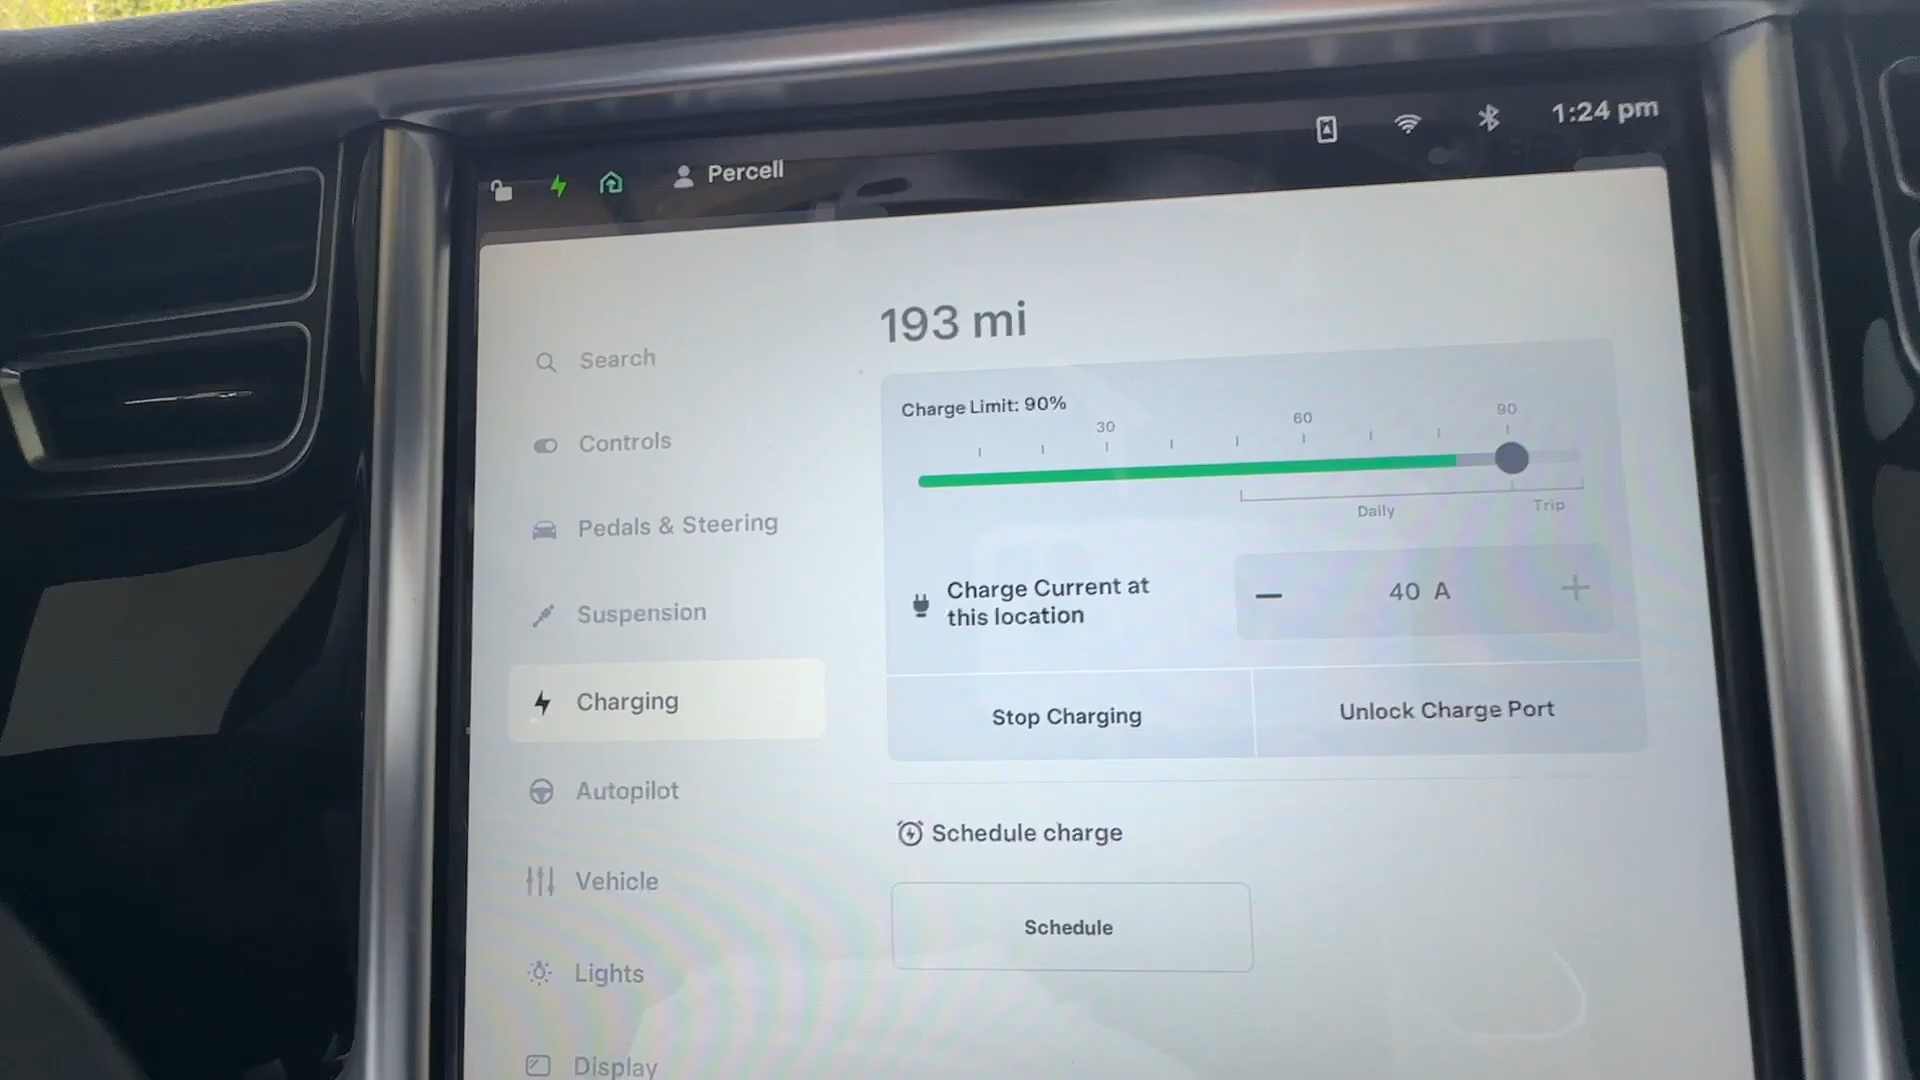 1:24 pm
Percell
193 mi
Search
Controls
Pedals & Steering
Suspension
Charging
Autopilot
Vehicle
Lights
Display
Charge Limit: 90%
30
60
90
Daily
Trip
Charge Current at
this location
40 A
Stop Charging
Unlock Charge Port
Schedule charge
Schedule